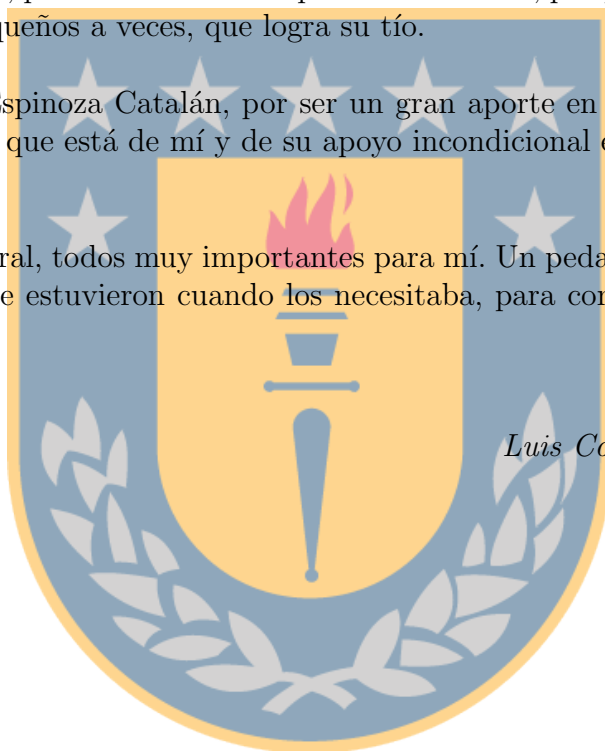 queños a veces, que logra su tío.
Espinoza Catalán, por ser un gran aporte en
que está de mí y de su apoyo incondicional e
ral, todos muy importantes para mí. Un peda
e estuvieron cuando los necesitaba, para con
Luis Co